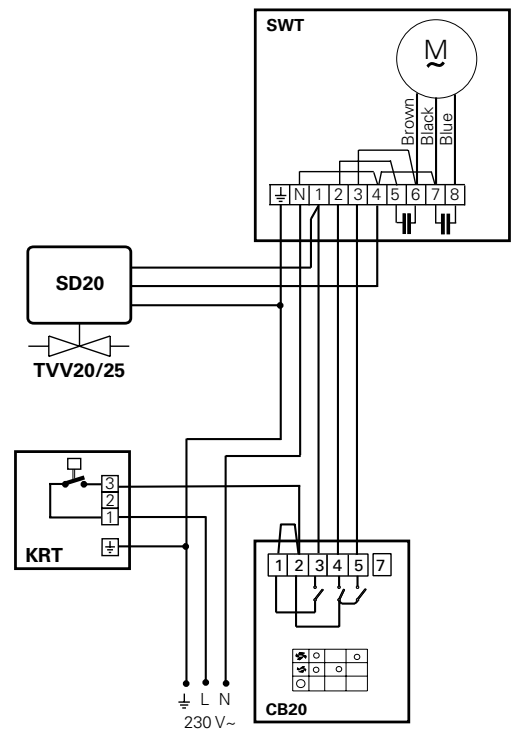 SWT
M
~
Brown
Black
Blue
N 1 2 3 4 5 6 7 8
SD20
TVV20/25
3
2
1
KRT
1 2 3 4 5 7
L N
230 V~
CB20